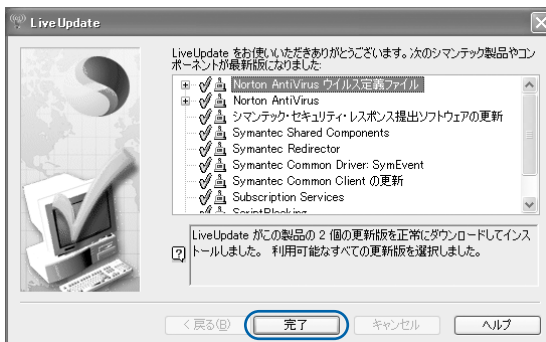 LiveUpdate
LiveUpdate をお使いいただきありがとうございます。次のシマンテック製品やコン
ポーネントが最新版になりました:
Norton AntiVirus ウイルス定義ファイル
Norton AntiVirus
シマンテック・セキュリティ・レスポンス提出ソフトウェアの更新
Symantec Shared Components
Symantec Redirector
Symantec Common Driver: SymEvent
Symantec Common Client の更新
Subscription Services
ScriptBlocking
LiveUpdate がこの製品の 2 個の更新版を正常にダウンロードしてインス
トールしました。 利用可能なすべての更新版を選択しました。
< 戻る(B)
完了
キャンセル
ヘルプ